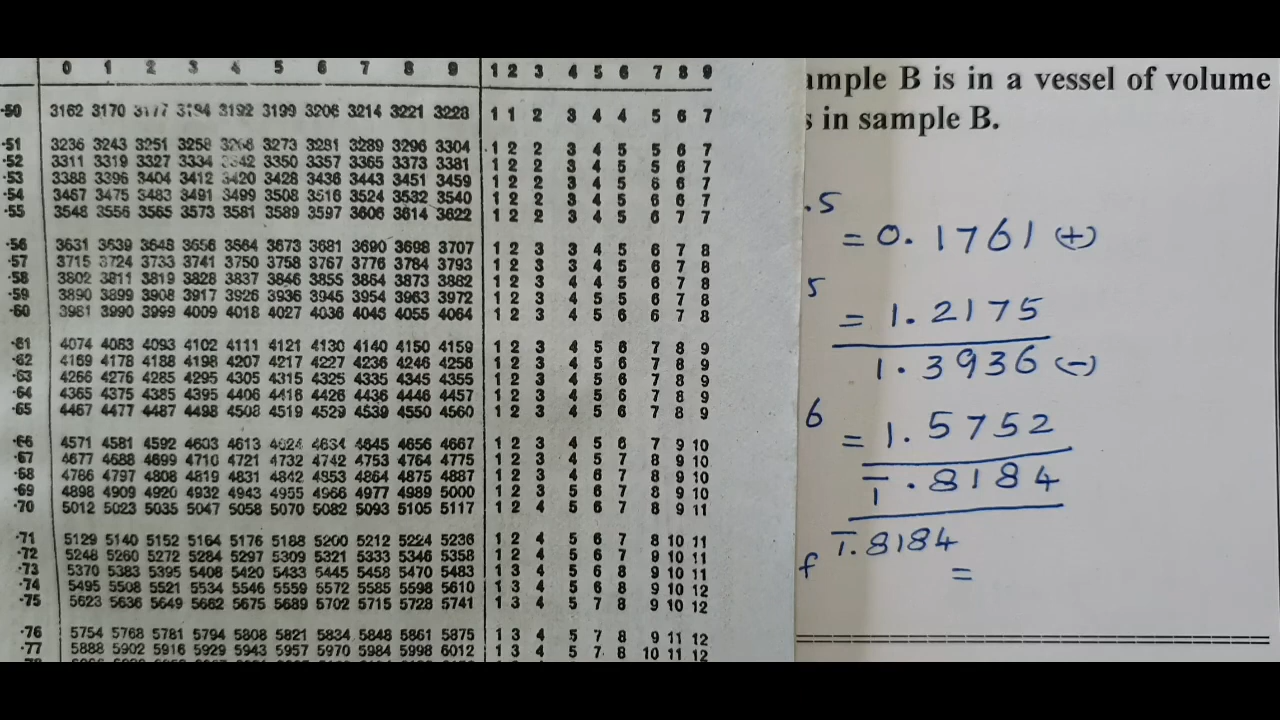 0 1 2 3 4 5 6 7 8 9 1 2 3 4 5 6 7 8 9
·50 3162 3170 3177 3184 3192 3199 3206 3214 3221 3228 1 1 2 3 4 4 5 6 7
·51 3236 3243 3251 3258 3266 3273 3281 3289 3296 3304 1 2 2 3 4 5 5 6 7
·52 3311 3319 3327 3334 3342 3350 3357 3365 3373 3381 1 2 2 3 4 5 5 6 7
·53 3388 3396 3404 3412 3420 3428 3436 3443 3451 3459 1 2 2 3 4 5 6 6 7
·54 3467 3475 3483 3491 3499 3508 3516 3524 3532 3540 1 2 2 3 4 5 6 6 7
·55 3548 3556 3565 3573 3581 3589 3597 3606 3614 3622 1 2 2 3 4 5 6 7 7
·56 3631 3639 3648 3656 3664 3673 3681 3690 3698 3707 1 2 3 3 4 5 6 7 8
·57 3715 3724 3733 3741 3750 3758 3767 3776 3784 3793 1 2 3 3 4 5 6 7 8
·58 3802 3811 3819 3828 3837 3846 3855 3864 3873 3882 1 2 3 4 4 5 6 7 8
·59 3890 3899 3908 3917 3926 3936 3945 3954 3963 3972 1 2 3 4 5 5 6 7 8
·60 3981 3990 3999 4009 4018 4027 4036 4046 4055 4064 1 2 3 4 5 6 6 7 8
·61 4074 4083 4093 4102 4111 4121 4130 4140 4150 4159 1 2 3 4 5 6 7 8 9
·62 4169 4178 4188 4198 4207 4217 4227 4236 4246 4256 1 2 3 4 5 6 7 8 9
·63 4266 4276 4285 4295 4305 4315 4325 4335 4345 4355 1 2 3 4 5 6 7 8 9
·64 4365 4375 4385 4395 4406 4416 4426 4436 4446 4457 1 2 3 4 5 6 7 8 9
·65 4467 4477 4487 4498 4508 4519 4529 4539 4550 4560 1 2 3 4 5 6 7 8 9
·66 4571 4581 4592 4603 4613 4624 4634 4645 4656 4667 1 2 3 4 5 6 7 9 10
·67 4677 4688 4699 4710 4721 4732 4742 4753 4764 4775 1 2 3 4 5 7 8 9 10
·68 4786 4797 4808 4819 4831 4842 4853 4864 4875 4887 1 2 3 4 6 7 8 9 10
·69 4898 4909 4920 4932 4943 4955 4966 4977 4989 5000 1 2 3 5 6 7 8 9 10
·70 5012 5023 5035 5047 5058 5070 5082 5093 5105 5117 1 2 4 5 6 7 8 9 11
·71 5129 5140 5152 5164 5176 5188 5200 5212 5224 5236 1 2 4 5 6 7 8 10 11
·72 5248 5260 5272 5284 5297 5309 5321 5333 5346 5358 1 2 4 5 6 7 9 10 11
·73 5370 5383 5395 5408 5420 5433 5445 5458 5470 5483 1 3 4 5 6 8 9 10 11
·74 5495 5508 5521 5534 5546 5559 5572 5585 5598 5610 1 3 4 5 6 8 9 10 12
·75 5623 5636 5649 5662 5675 5689 5702 5715 5728 5741 1 3 4 5 7 8 9 10 12
·76 5754 5768 5781 5794 5808 5821 5834 5848 5861 5875 1 3 4 5 7 8 9 11 12
·77 5888 5902 5916 5929 5943 5957 5970 5984 5998 6012 1 3 4 5 7 8 10 11 12
ample B is in a vessel of volume
s in sample B.
.5
= 0.1761 (+)
5
= 1.2175
1.3936 (-)
6
= 1.5752
1̅.8184
f 1̅.8184
=